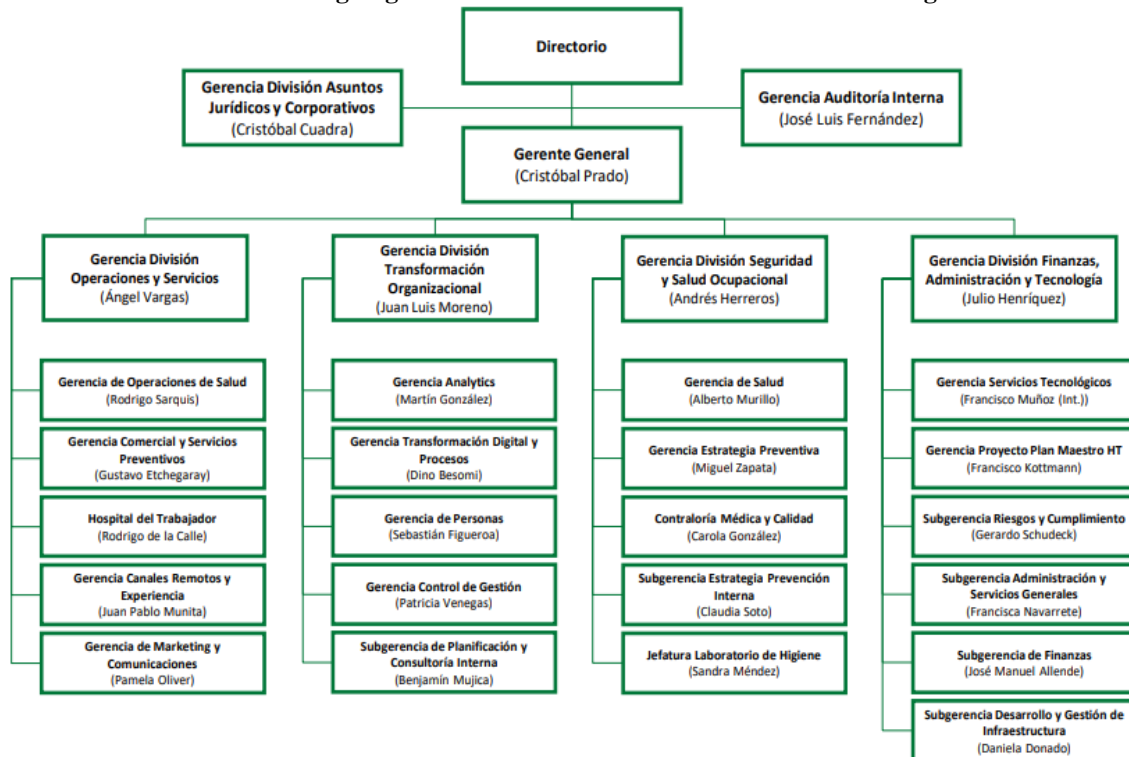 Directorio
Gerencia División Asuntos
Jurídicos y Corporativos
(Cristóbal Cuadra)
Gerencia Auditoría Interna
(José Luis Fernández)
Gerente General
(Cristóbal Prado)
Gerencia División
Operaciones y Servicios
(Ángel Vargas)
Gerencia de Operaciones de Salud
(Rodrigo Sarquis)
Gerencia Comercial y Servicios
Preventivos
(Gustavo Etchegaray)
Hospital del Trabajador
(Rodrigo de la Calle)
Gerencia Canales Remotos y
Experiencia
(Juan Pablo Munita)
Gerencia de Marketing y
Comunicaciones
(Pamela Oliver)
Gerencia División
Transformación
Organizacional
(Juan Luis Moreno)
Gerencia Analytics
(Martín González)
Gerencia Transformación Digital y
Procesos
(Dino Besomi)
Gerencia de Personas
(Sebastián Figueroa)
Gerencia Control de Gestión
(Patricia Venegas)
Subgerencia de Planificación y
Consultoría Interna
(Benjamín Mujica)
Gerencia División Seguridad
y Salud Ocupacional
(Andrés Herreros)
Gerencia de Salud
(Alberto Murillo)
Gerencia Estrategia Preventiva
(Miguel Zapata)
Contraloría Médica y Calidad
(Carola González)
Subgerencia Estrategia Prevención
Interna
(Claudia Soto)
Jefatura Laboratorio de Higiene
(Sandra Méndez)
Gerencia División Finanzas,
Administración y Tecnología
(Julio Henríquez)
Gerencia Servicios Tecnológicos
(Francisco Muñoz (Int.))
Gerencia Proyecto Plan Maestro HT
(Francisco Kottmann)
Subgerencia Riesgos y Cumplimiento
(Gerardo Schudeck)
Subgerencia Administración y
Servicios Generales
(Francisca Navarrete)
Subgerencia de Finanzas
(José Manuel Allende)
Subgerencia Desarrollo y Gestión de
Infraestructura
(Daniela Donado)